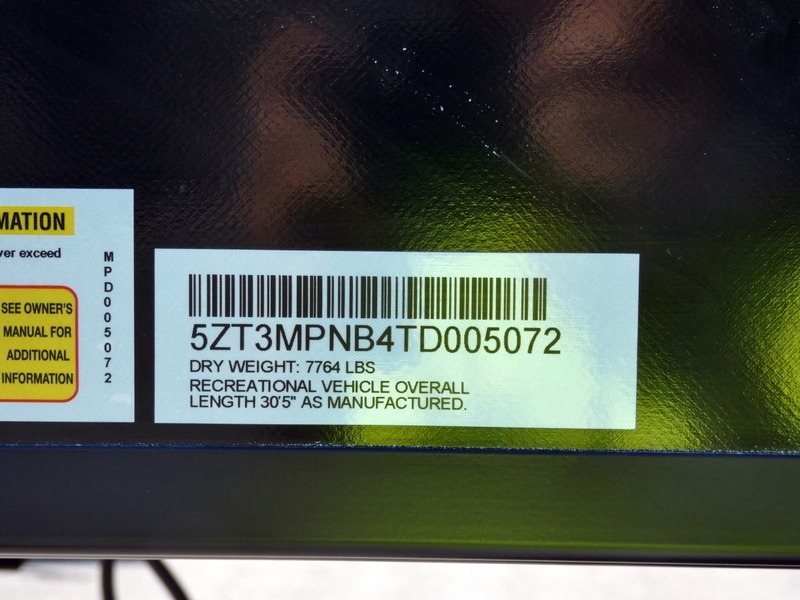 MATION
ver exceed
SEE OWNER'S
MANUAL FOR
ADDITIONAL
INFORMATION
MPD005072
5ZT3MPNB4TD005072
DRY WEIGHT: 7764 LBS
RECREATIONAL VEHICLE OVERALL
LENGTH 30'5" AS MANUFACTURED.